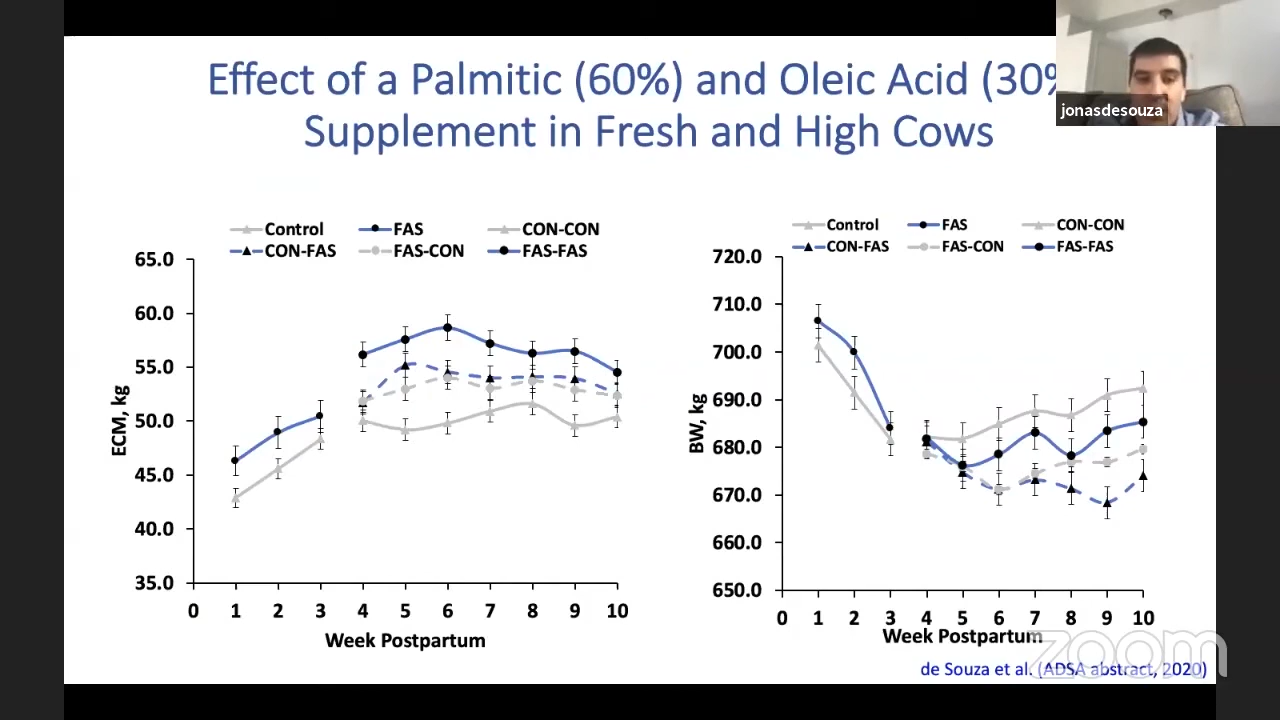 Effect of a Palmitic (60%) and Oleic Acid (30%
Supplement in Fresh and High Cows
jonasdesouza
Control FAS CON-CON
CON-FAS FAS-CON FAS-FAS
65.0
60.0
55.0
50.0
45.0
40.0
35.0
ECM, kg
0 1 2 3 4 5 6 7 8 9 10
Week Postpartum
Control FAS CON-CON
CON-FAS FAS-CON FAS-FAS
720.0
710.0
700.0
690.0
680.0
670.0
660.0
650.0
BW, kg
0 1 2 3 4 5 6 7 8 9 10
Week Postpartum
zoom
de Souza et al. (ADSA abstract, 2020)